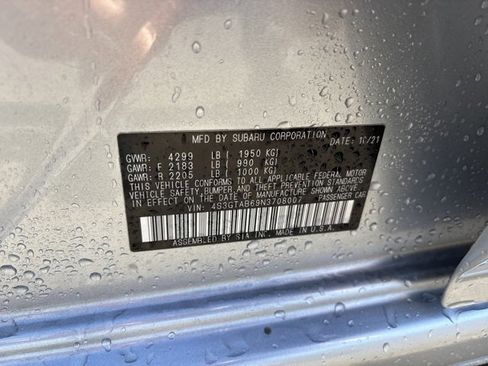 MFD BY SUBARU CORPORATION DATE: 10/21
GVWR: 4299 LB ( 1950 KG)
GAWR: F 2183 LB ( 990 KG)
GAWR: R 2205 LB ( 1000 KG)
THIS VEHICLE CONFORMS TO ALL APPLICABLE FEDERAL MOTOR
VEHICLE SAFETY,BUMPER, AND THEFT PREVENTION STANDARDS
IN EFFECT ON THE DATE OF MANUFACTURE SHOWN ABOVE.
VIN: 4S3GTAB69N3708007 PASSENGER CAR
ASSEMBLED BY SIA INC. MADE IN U.S.A.